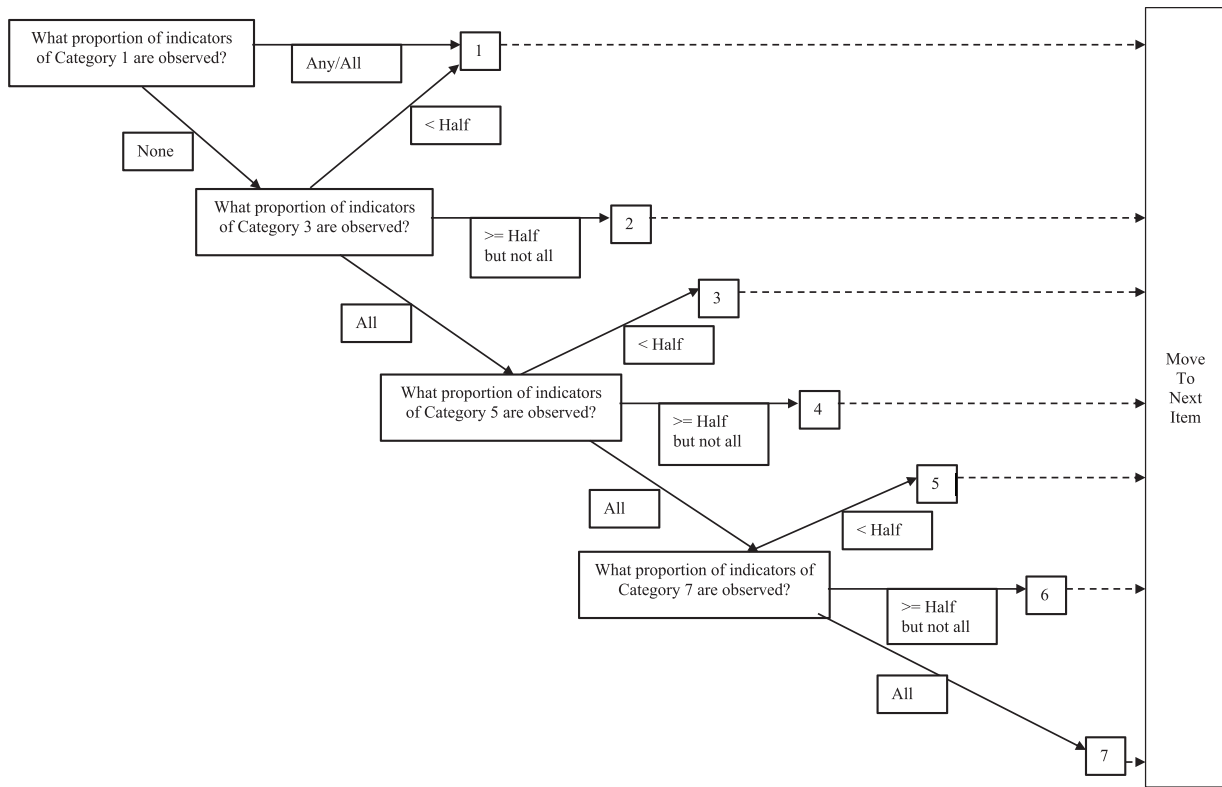 What proportion of indicators
of Category 1 are observed?
Any/All
1
< Half
None
What proportion of indicators
of Category 3 are observed?
>= Half
but not all
2
All
< Half
3
What proportion of indicators
of Category 5 are observed?
>= Half
but not all
4
All
< Half
5
What proportion of indicators of
Category 7 are observed?
>= Half
but not all
6
All
7
Move
To
Next
Item